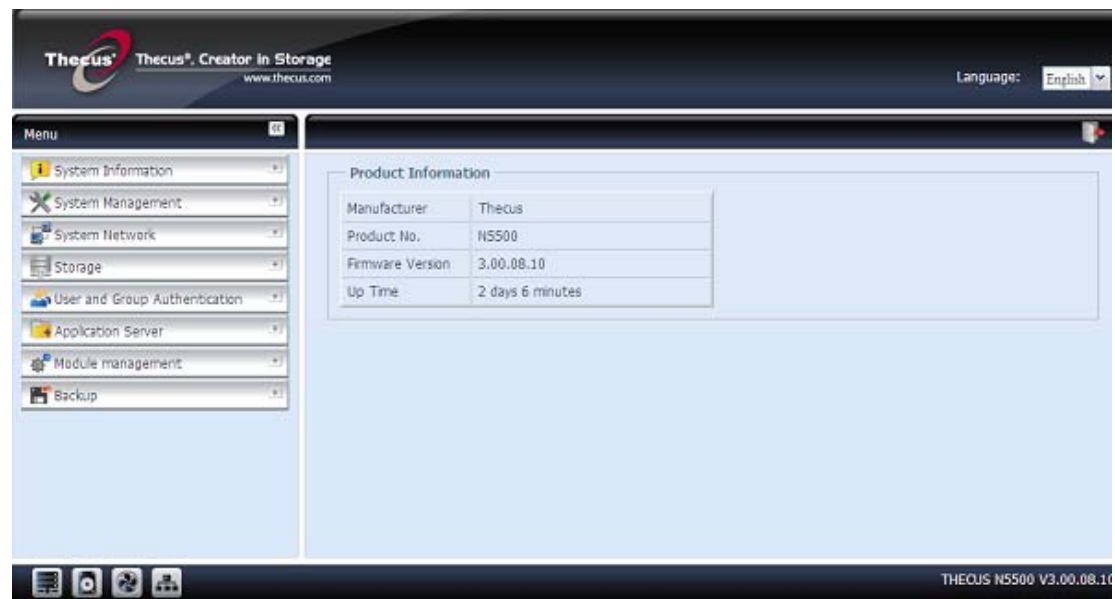 Thecus® Thecus®, Creator in Storage
www.thecus.com
Language: English
Menu
System Information
System Management
System Network
Storage
User and Group Authentication
Application Server
Module management
Backup
Product Information
Manufacturer Thecus
Product No. N5500
Firmware Version 3.00.08.10
Up Time 2 days 6 minutes
THECUS N5500 V3.00.08.10